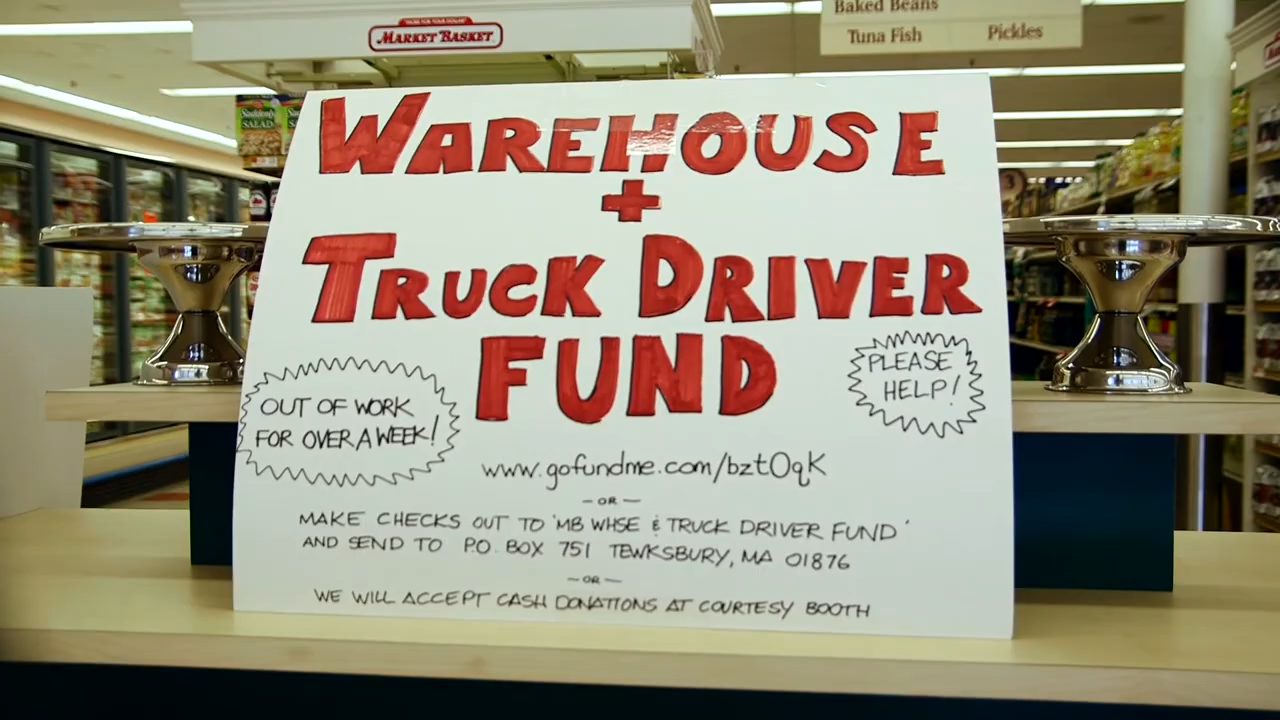 Baked Beans
Tuna Fish Pickles
MARKET BASKET
SALAD
WAREHOUSE
+
TRUCK DRIVER
FUND
OUT OF WORK
FOR OVER A WEEK!
PLEASE
HELP!
www.gofundme.com/bztOqK
- OR -
MAKE CHECKS OUT TO 'MB WHSE & TRUCK DRIVER FUND'
AND SEND TO P.O. BOX 751 TEWKSBURY, MA 01876
- OR -
WE WILL ACCEPT CASH DONATIONS AT COURTESY BOOTH